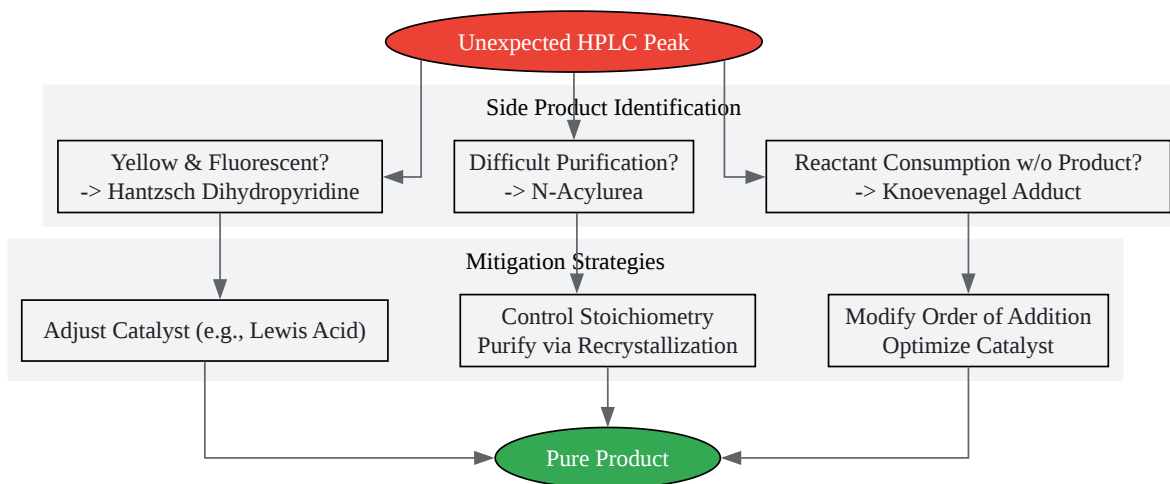 Unexpected HPLC Peak
Side Product Identification
Yellow & Fluorescent?
-> Hantzsch Dihydropyridine
Difficult Purification?
-> N-Acylurea
Reactant Consumption w/o Product?
-> Knoevenagel Adduct
Mitigation Strategies
Adjust Catalyst (e.g., Lewis Acid)
Control Stoichiometry
Purify via Recrystallization
Modify Order of Addition
Optimize Catalyst
Pure Product